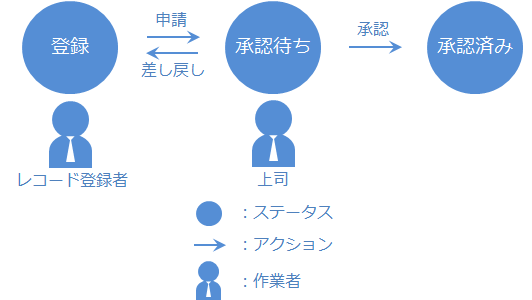 申請
登録
承認待ち
承認
承認済み
差し戻し
レコード登録者
上司
：ステータス
：アクション
：作業者